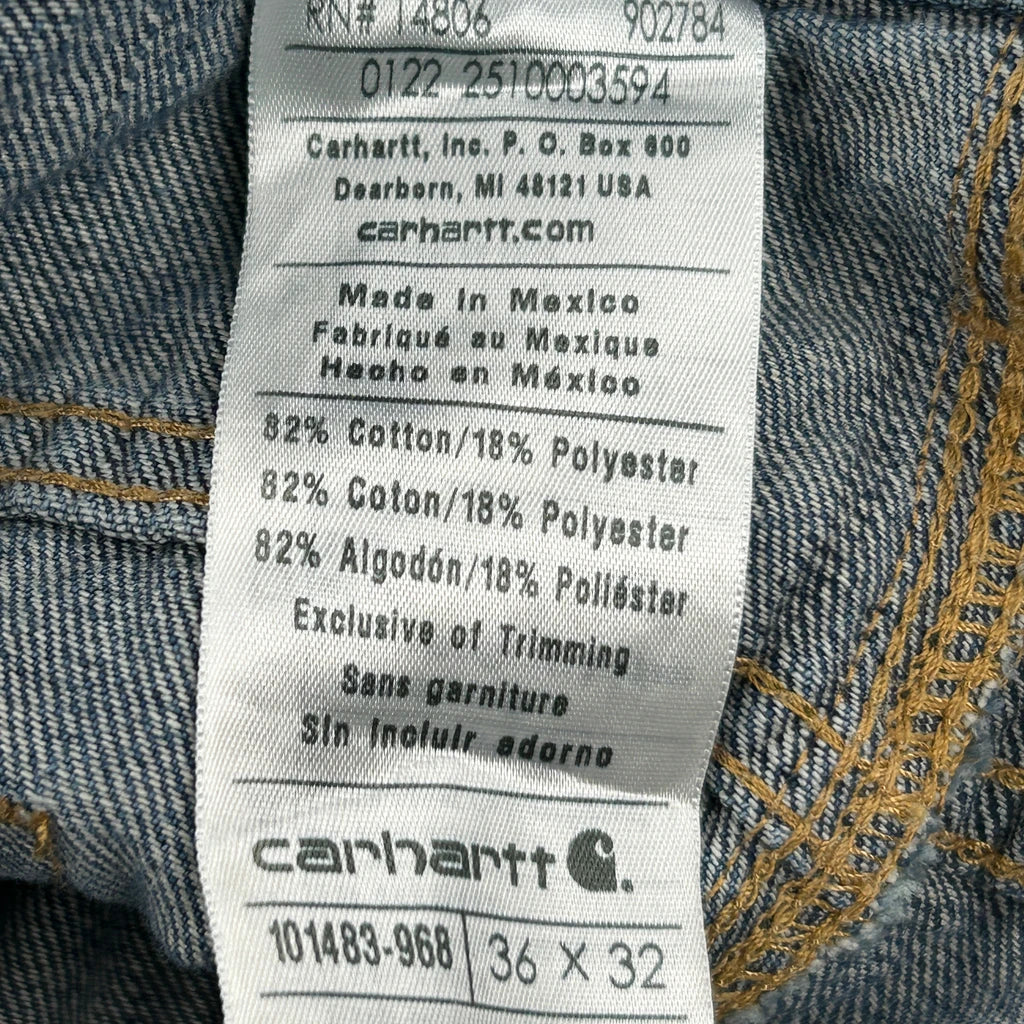 RN# 14806 902784
0122 2510003594
Carhartt, Inc. P. O. Box 600
Dearborn, MI 48121 USA
carhartt.com
Made in Mexico
Fabriqué au Mexique
Hecho en México
82% Cotton/18% Polyester
82% Coton/18% Polyester
82% Algodón/18% Poliéster
Exclusive of Trimming
Sans garniture
Sin incluir adorno
carhartt
101483-968 36 X 32